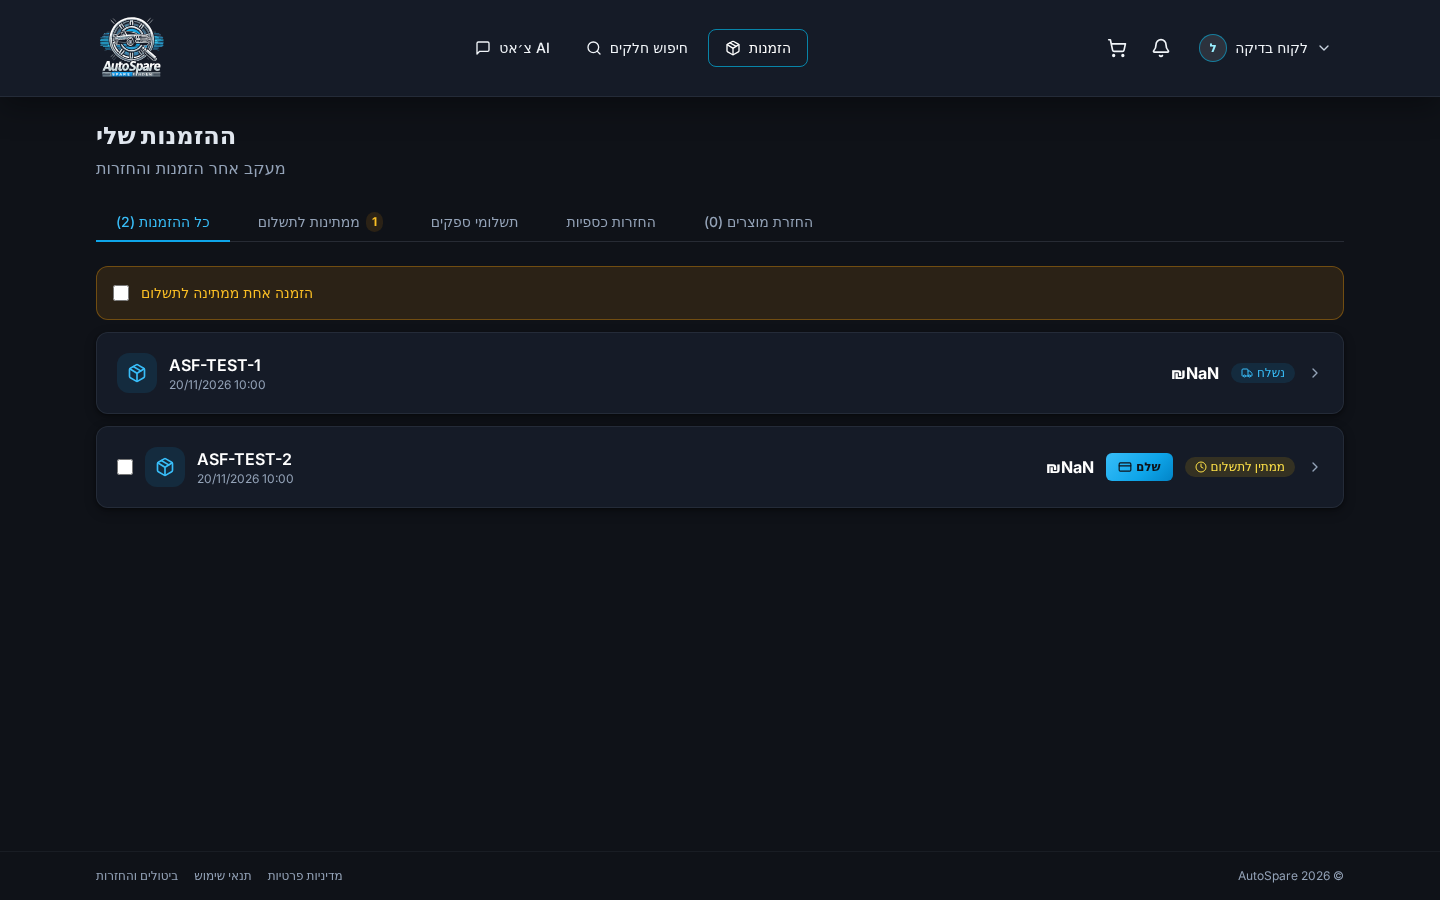 AutoSpare
צ׳אט AI
חיפוש חלקים
הזמנות
ל
לקוח בדיקה
ההזמנות שלי
מעקב אחר הזמנות והחזרות
כל ההזמנות (2)
ממתינות לתשלום 1
תשלומי ספקים
החזרות כספיות
החזרת מוצרים (0)
הזמנה אחת ממתינה לתשלום
ASF-TEST-1
20/11/2026 10:00
₪NaN
נשלח
ASF-TEST-2
20/11/2026 10:00
₪NaN
שלם
ממתין לתשלום
ביטולים והחזרות
תנאי שימוש
מדיניות פרטיות
AutoSpare 2026 ©